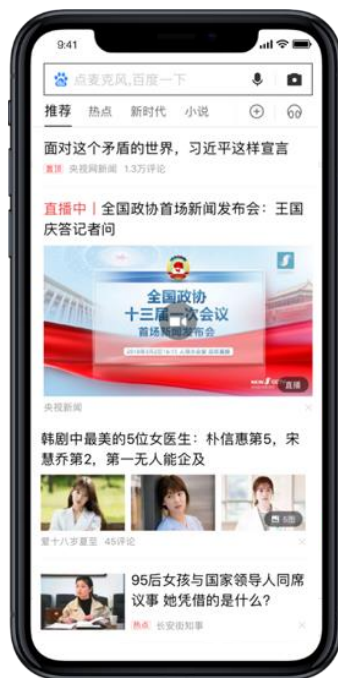 9:41
点麦克风,百度一下
推荐 热点 新时代 小说
面对这个矛盾的世界，习近平这样宣言
置顶 央视网新闻 1.3万评论
直播中｜全国政协首场新闻发布会：王国
庆答记者问
全国政协
十三届一次会议
首场新闻发布会
直播
央视新闻
韩剧中最美的5位女医生：朴信惠第5，宋
慧乔第2，第一无人能企及
5图
爱十八岁夏至 45评论
95后女孩与国家领导人同席
议事 她凭借的是什么?
热点 长安街知事